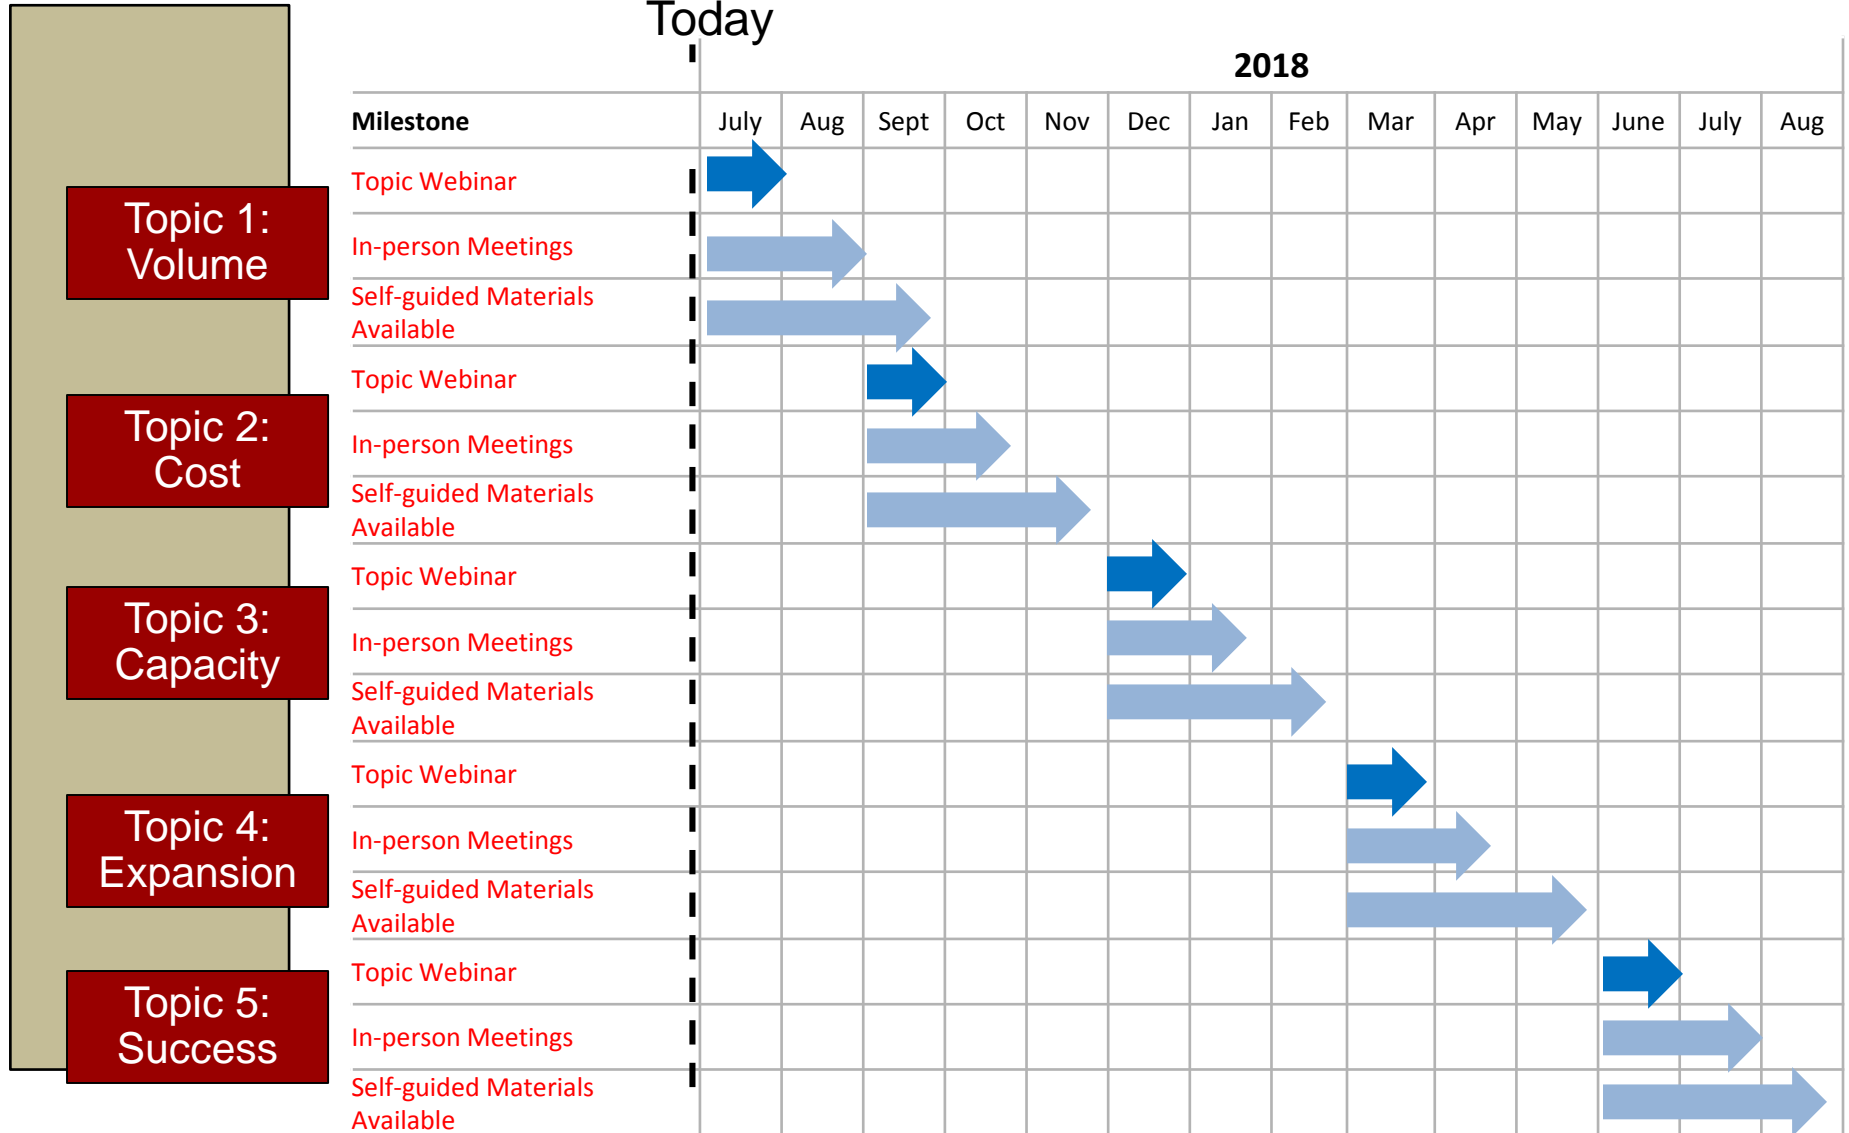 Today
2018
Milestone July Aug Sept Oct Nov Dec Jan Feb Mar Apr May June July Aug
Topic 1:
Volume
Topic Webinar
In-person Meetings
Self-guided Materials
Available
Topic 2:
Cost
Topic Webinar
In-person Meetings
Self-guided Materials
Available
Topic 3:
Capacity
Topic Webinar
In-person Meetings
Self-guided Materials
Available
Topic 4:
Expansion
Topic Webinar
In-person Meetings
Self-guided Materials
Available
Topic 5:
Success
Topic Webinar
In-person Meetings
Self-guided Materials
Available